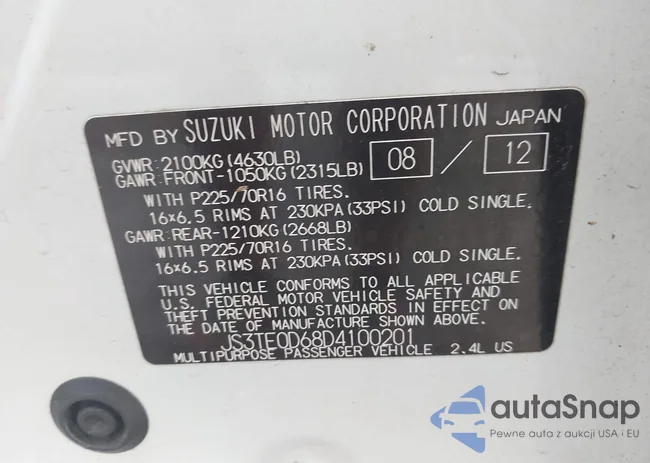 MFD BY SUZUKI MOTOR CORPORATION JAPAN
GVWR:2100KG(4630LB)
GAWR:FRONT-1050KG(2315LB) 08 / 12
WITH P225/70R16 TIRES.
16×6.5 RIMS AT 230KPA(33PSI) COLD SINGLE.
GAWR:REAR-1210KG(2668LB)
WITH P225/70R16 TIRES.
16×6.5 RIMS AT 230KPA(33PSI) COLD SINGLE.
THIS VEHICLE CONFORMS TO ALL APPLICABLE
U.S. FEDERAL MOTOR VEHICLE SAFETY AND
THEFT PREVENTION STANDARDS IN EFFECT ON
THE DATE OF MANUFACTURE SHOWN ABOVE.
JS3TE0D68D4100201
MULTIPURPOSE PASSENGER VEHICLE 2.4L US
autaSnap
Pewne auta z aukcji USA i EU